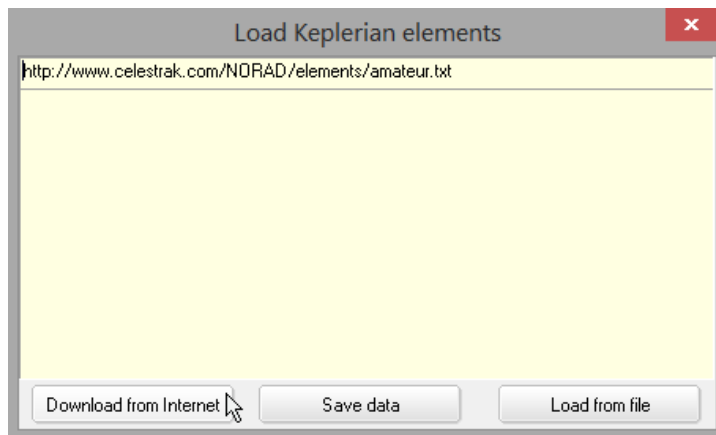 Load Keplerian elements
http://www.celestrak.com/NORAD/elements/amateur.txt
Download from Internet Save data Load from file